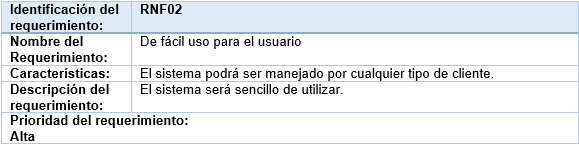 Identificación del requerimiento: RNF02
Nombre del Requerimiento: De fácil uso para el usuario
Características: El sistema podrá ser manejado por cualquier tipo de cliente.
Descripción del requerimiento: El sistema será sencillo de utilizar.
Prioridad del requerimiento:
Alta